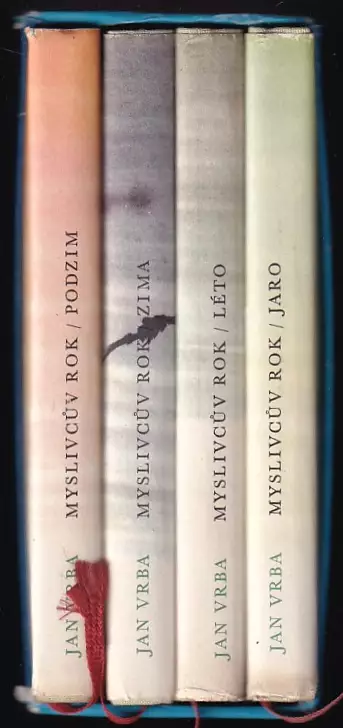 JAN VRBA MYSLIVCŮV ROK / PODZIM
JAN VRBA MYSLIVCŮV ROK / ZIMA
JAN VRBA MYSLIVCŮV ROK / LÉTO
JAN VRBA MYSLIVCŮV ROK / JARO